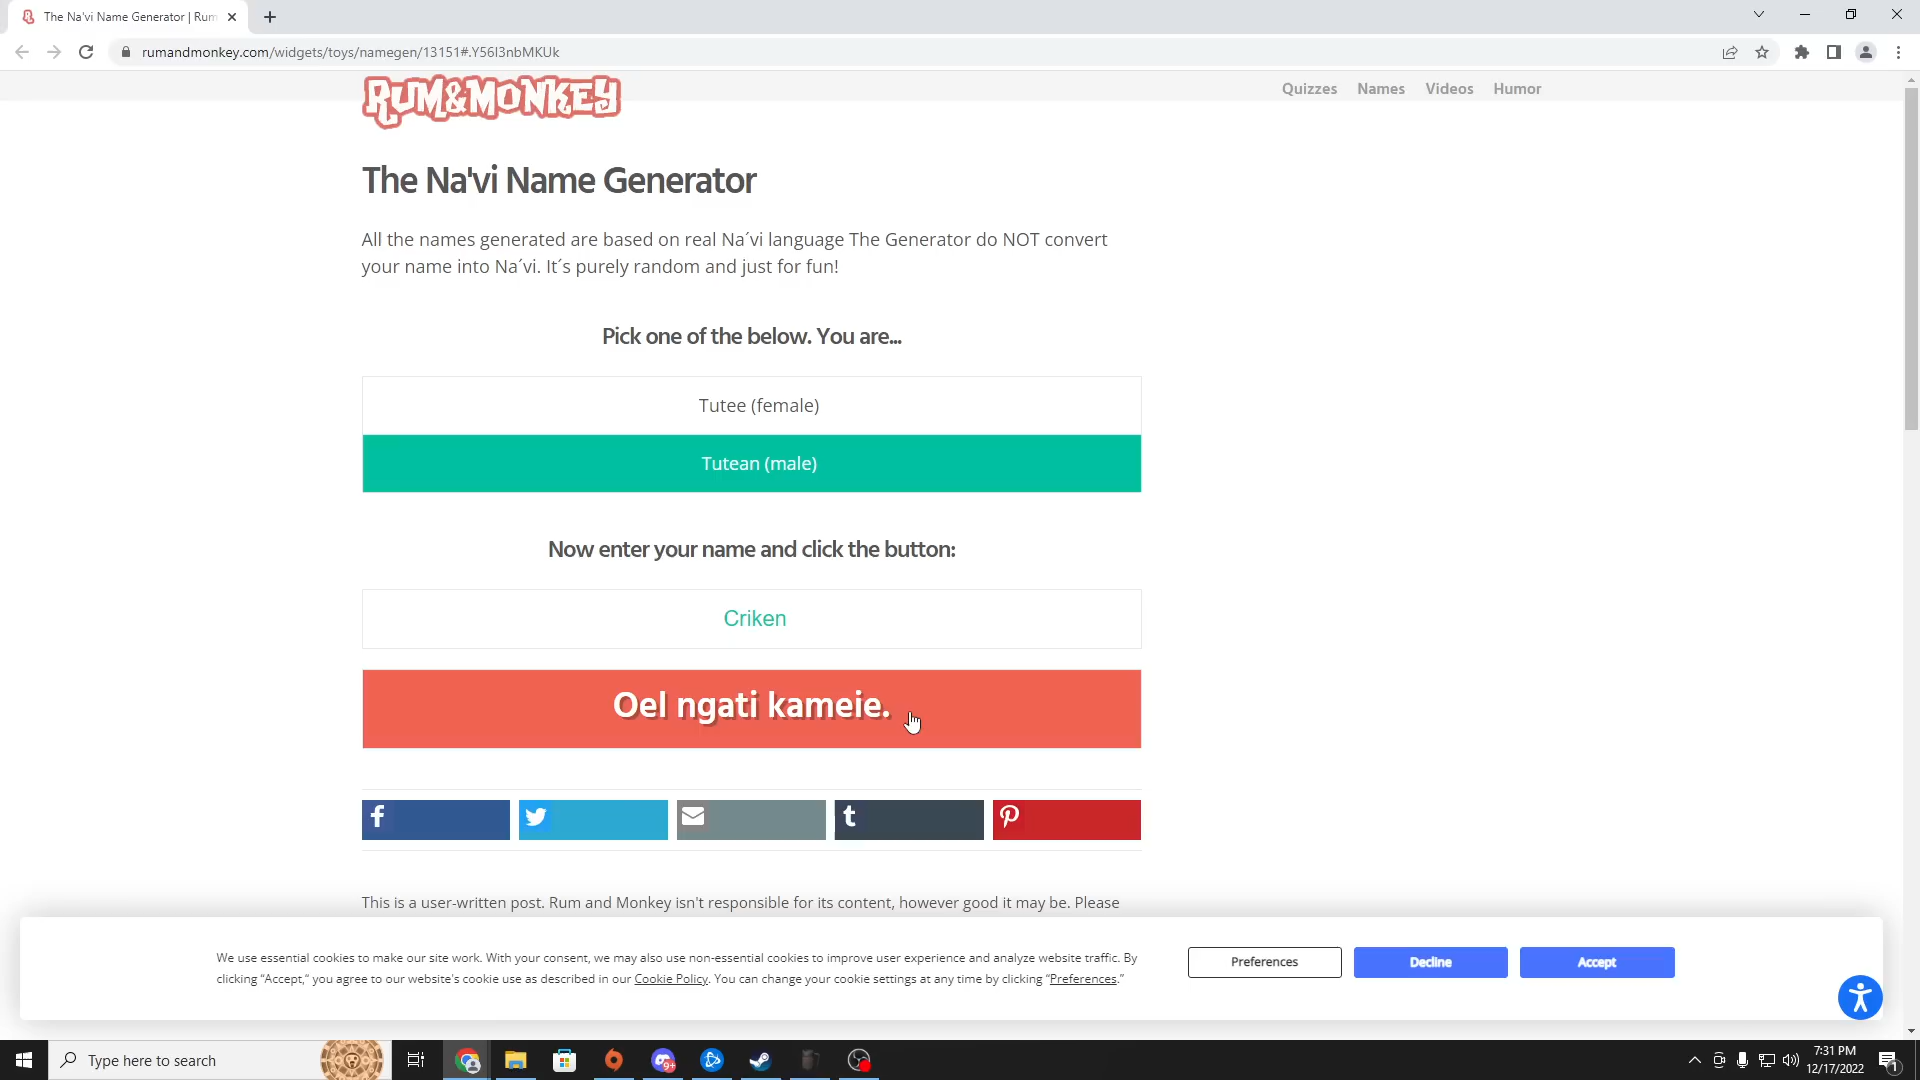 The Na'vi Name Generator | Rum
rumandmonkey.com/widgets/toys/namegen/13151#.Y56I3nbMKUk
RUM&MONKEY
Quizzes Names Videos Humor
The Na'vi Name Generator
All the names generated are based on real Na´vi language The Generator do NOT convert
your name into Na´vi. It´s purely random and just for fun!
Pick one of the below. You are...
Tutee (female)
Tutean (male)
Now enter your name and click the button:
Criken
Oel ngati kameie.
This is a user-written post. Rum and Monkey isn't responsible for its content, however good it may be. Please
We use essential cookies to make our site work. With your consent, we may also use non-essential cookies to improve user experience and analyze website traffic. By
clicking “Accept,“ you agree to our website's cookie use as described in our Cookie Policy. You can change your cookie settings at any time by clicking “Preferences.”
Preferences
Decline
Accept
Type here to search
9+
7:31 PM
12/17/2022
1